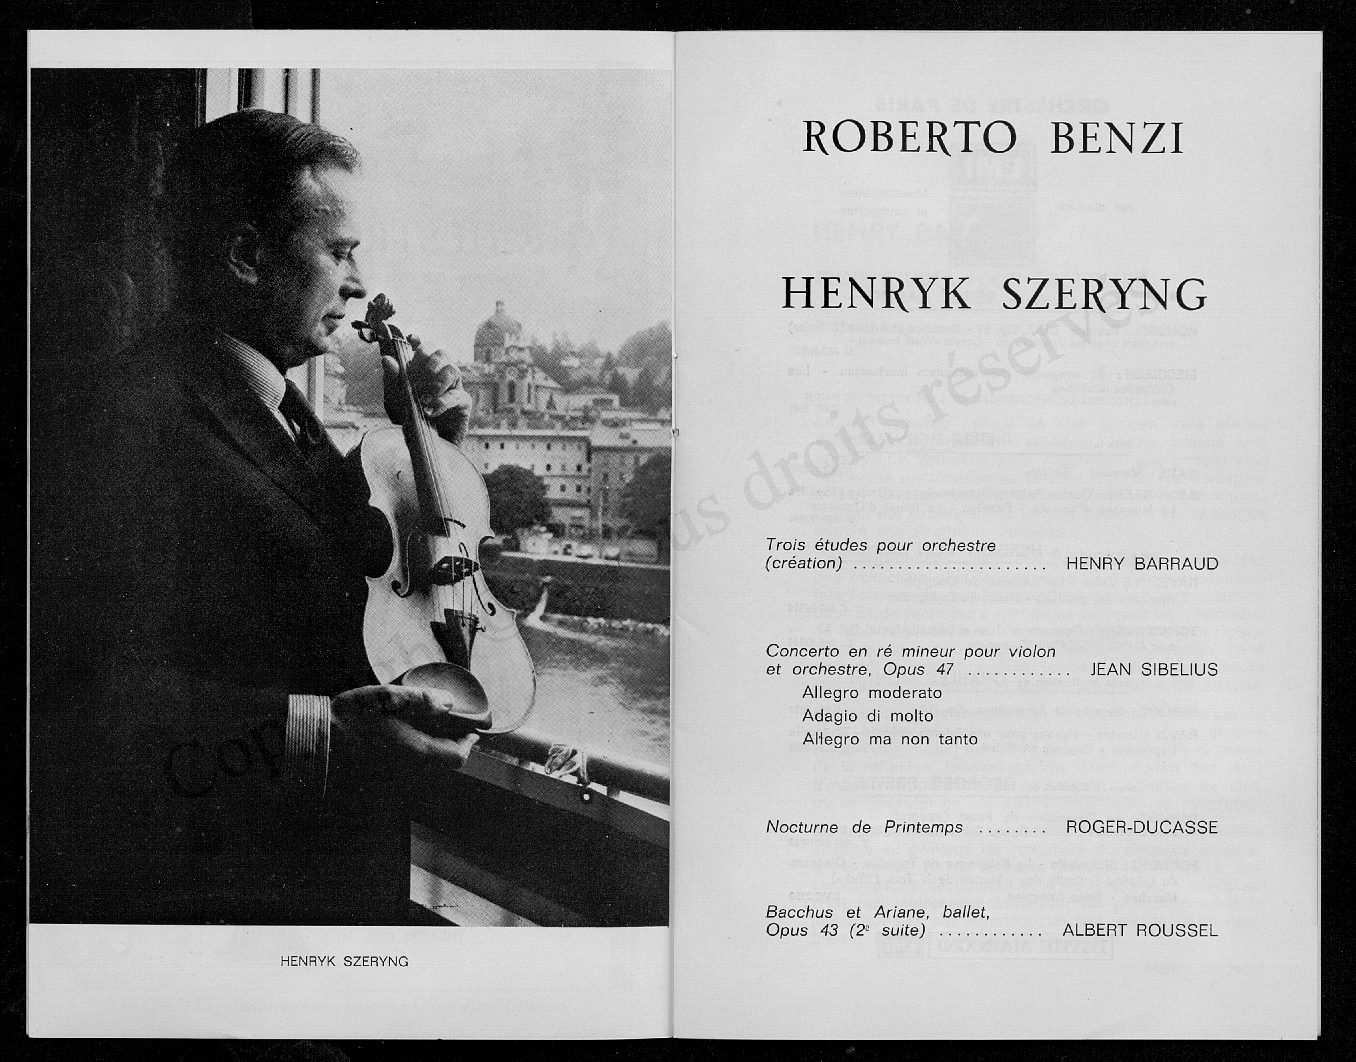 HENRYK SZERYNG
ROBERTO BENZI
HENRYK SZERYNG
Trois études pour orchestre
(création) ...................... HENRY BARRAUD
Concerto en ré mineur pour violon
et orchestre, Opus 47 ............ JEAN SIBELIUS
Allegro moderato
Adagio di molto
Allegro ma non tanto
Nocturne de Printemps ........ ROGER-DUCASSE
Bacchus et Ariane, ballet,
Opus 43 (2e suite) ............ ALBERT ROUSSEL
droits réservés